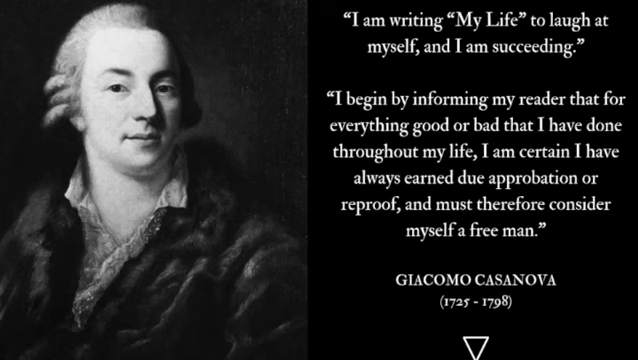 “I am writing “My Life” to laugh at
myself, and I am succeeding.”
“I begin by informing my reader that for
everything good or bad that I have done
throughout my life, I am certain I have
always earned due approbation or
reproof, and must therefore consider
myself a free man.”
GIACOMO CASANOVA
(1725 - 1798)